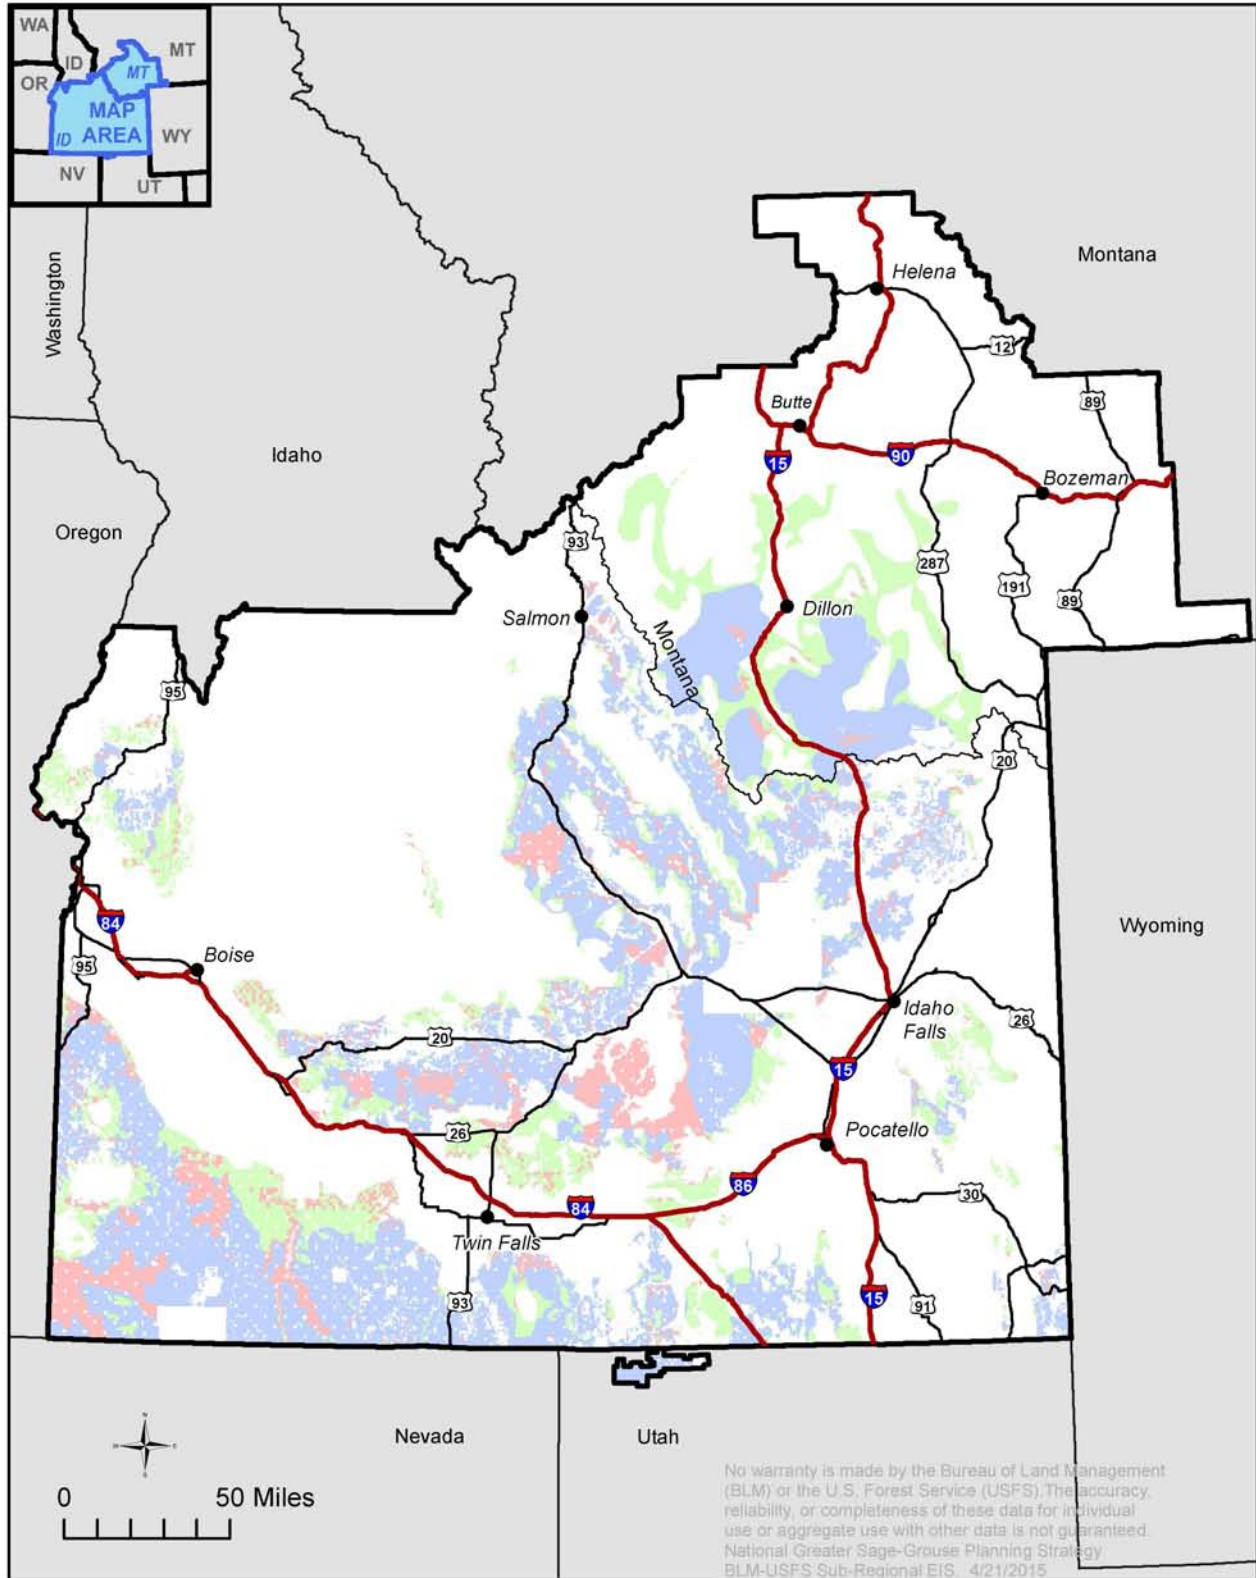 WA
MT
ID
MT
OR
MAP
AREA
ID
WY
NV
UT
Washington
Montana
Helena
12
Butte
89
Idaho
15
90
Bozeman
Oregon
93
287
191
89
Salmon
Dillon
Montana
95
20
84
Wyoming
95
Boise
Idaho
Falls
26
20
15
26
Pocatello
86
30
84
Twin Falls
93
15
91
Nevada
Utah
N
0
50 Miles
No warranty is made by the Bureau of Land Management
(BLM) or the U.S. Forest Service (USFS). The accuracy,
reliability, or completeness of these data for individual
use or aggregate use with other data is not guaranteed.
National Greater Sage-Grouse Planning Strategy
BLM-USFS Sub-Regional EIS. 4/21/2015